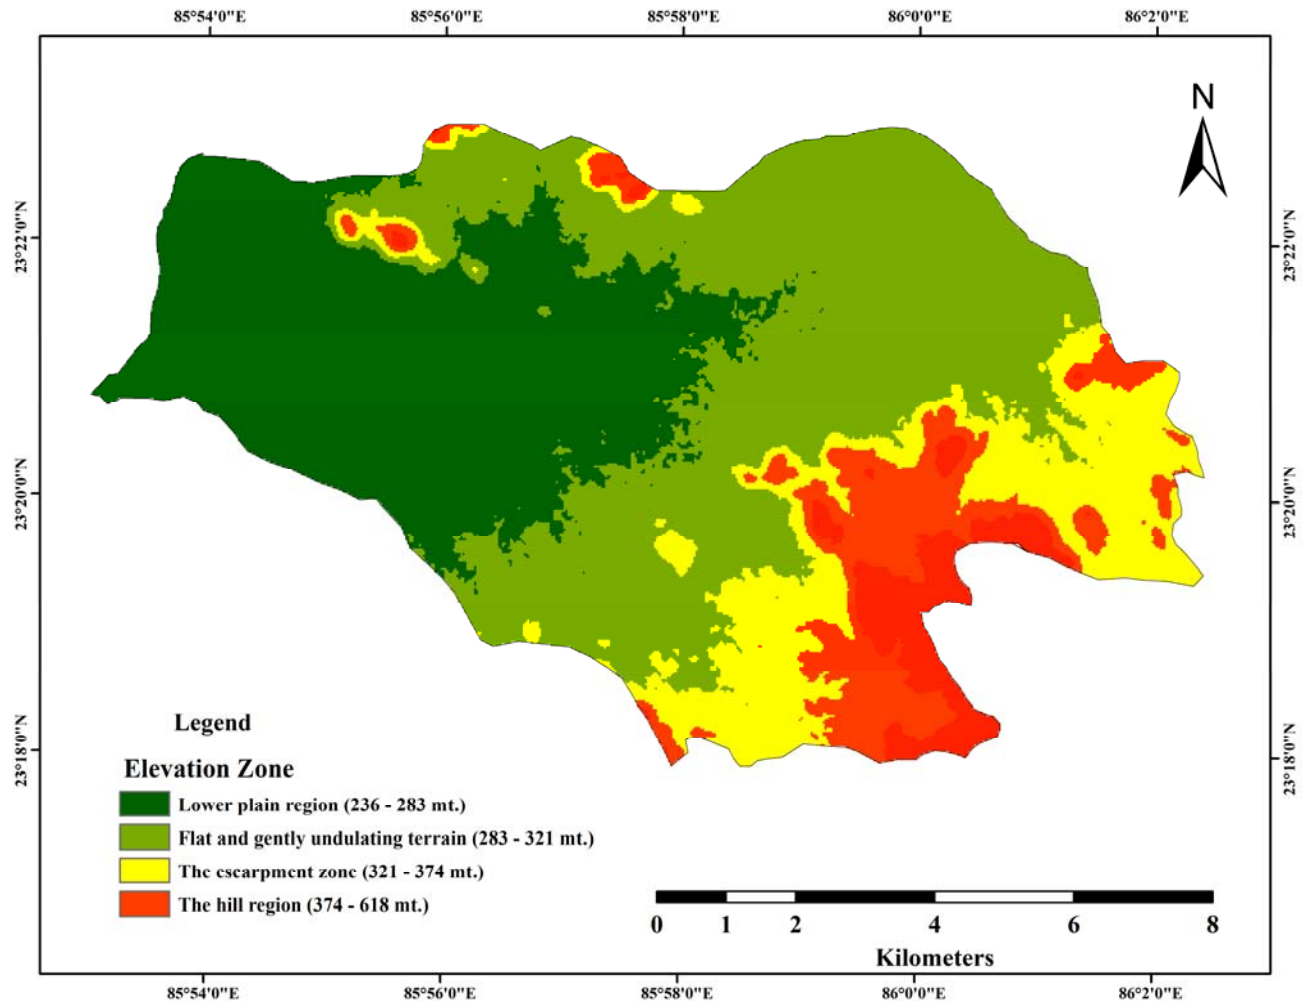 85°54'0"E 85°56'0"E 85°58'0"E 86°0'0"E 86°2'0"E
N
23°22'0"N 23°22'0"N
23°20'0"N 23°20'0"N
23°18'0"N 23°18'0"N
Legend
Elevation Zone
Lower plain region (236 - 283 mt.)
Flat and gently undulating terrain (283 - 321 mt.)
The escarpment zone (321 - 374 mt.)
The hill region (374 - 618 mt.)
0 1 2 4 6 8
Kilometers
85°54'0"E 85°56'0"E 85°58'0"E 86°0'0"E 86°2'0"E